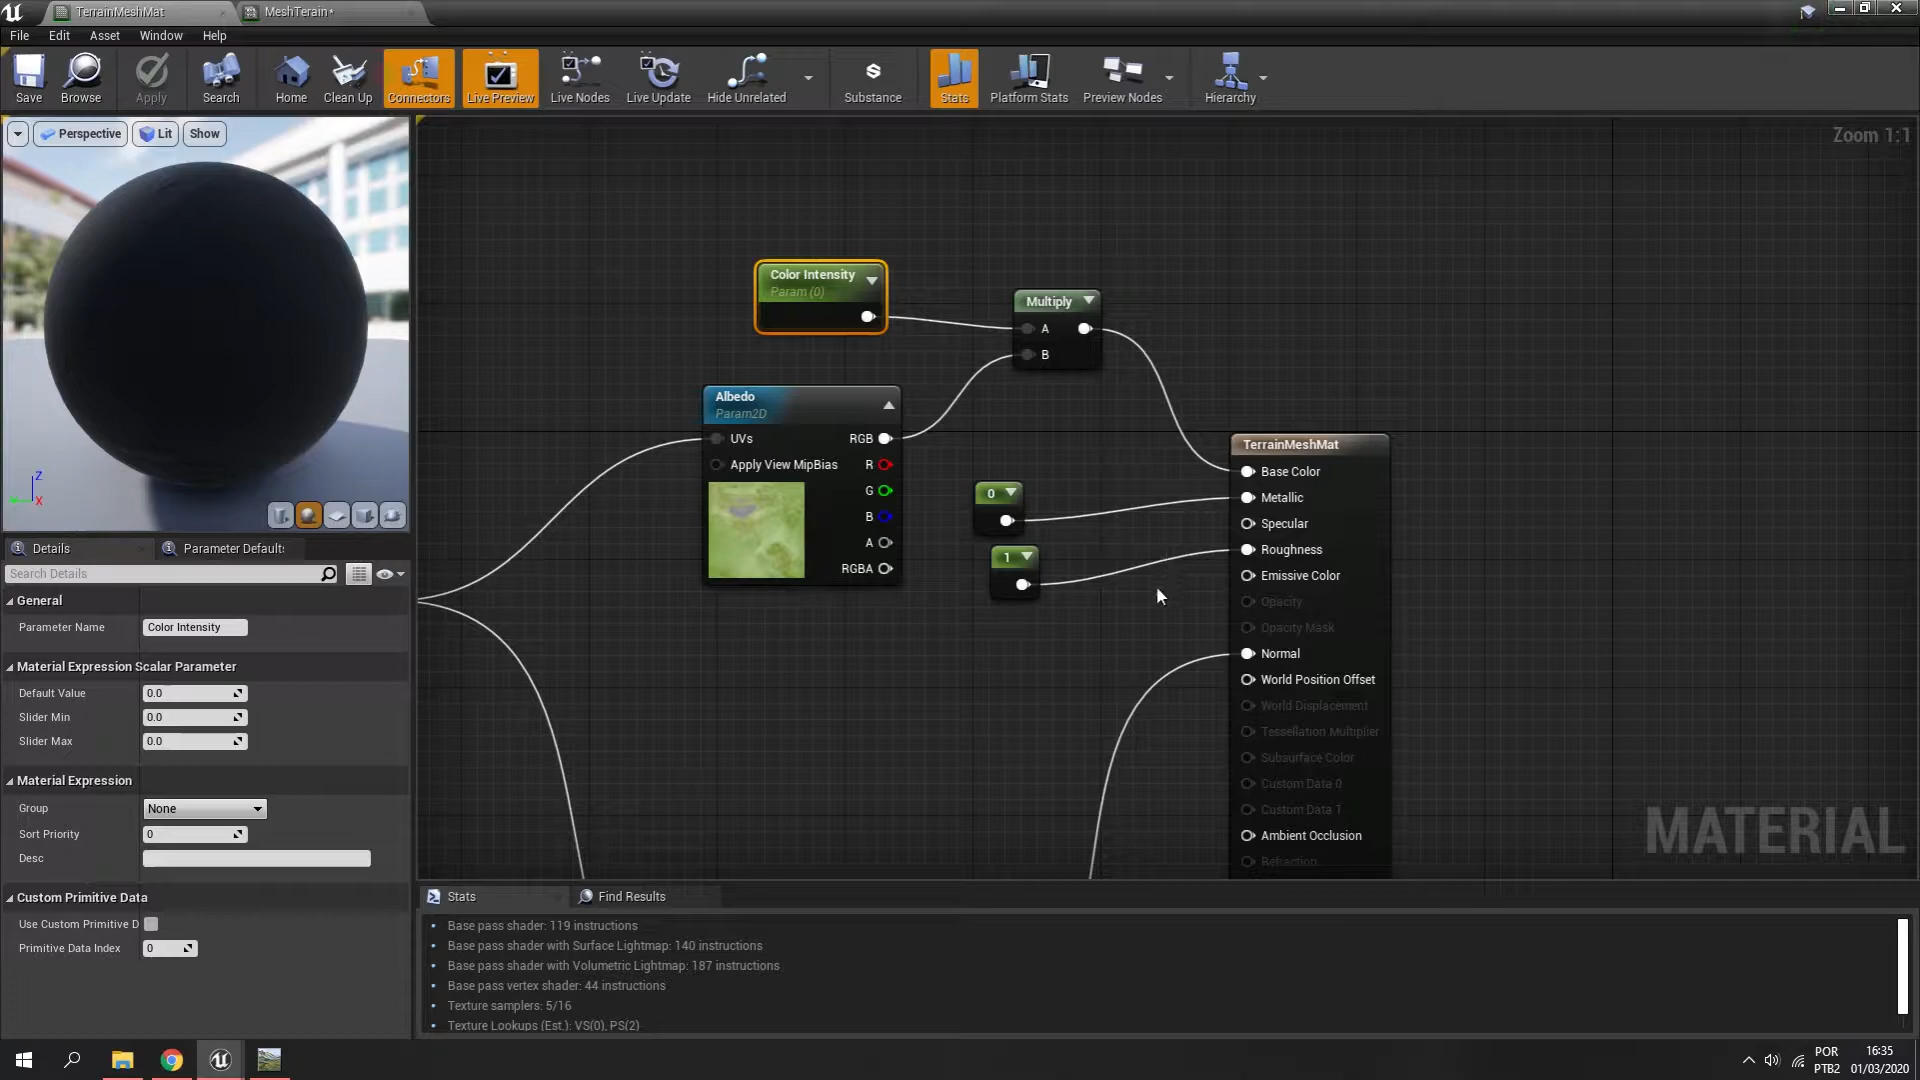 TerrainMeshMat
MeshTerain*
File
Edit
Asset
Window
Help
Save
Browse
Apply
Search
Home
Clean Up
Connectors
Live Preview
Live Nodes
Live Update
Hide Unrelated
Substance
Stats
Platform Stats
Preview Nodes
Hierarchy
Perspective
Lit
Show
Zoom 1:1
Z
X
Color Intensity
Param (0)
Multiply
A
B
Albedo
Param2D
UVs
RGB
Apply View MipBias
R
G
B
A
RGBA
0
1
TerrainMeshMat
Base Color
Metallic
Specular
Roughness
Emissive Color
Opacity
Opacity Mask
Normal
World Position Offset
World Displacement
Tessellation Multiplier
Subsurface Color
Custom Data 0
Custom Data 1
Ambient Occlusion
Refraction
MATERIAL
Details
Parameter Defaults
Search Details
General
Parameter Name
Color Intensity
Material Expression Scalar Parameter
Default Value
0.0
Slider Min
0.0
Slider Max
0.0
Material Expression
Group
None
Sort Priority
0
Desc
Custom Primitive Data
Use Custom Primitive D
Primitive Data Index
0
Stats
Find Results
Base pass shader: 119 instructions
Base pass shader with Surface Lightmap: 140 instructions
Base pass shader with Volumetric Lightmap: 187 instructions
Base pass vertex shader: 44 instructions
Texture samplers: 5/16
Texture Lookups (Est.): VS(0), PS(2)
POR
PTB2
16:35
01/03/2020